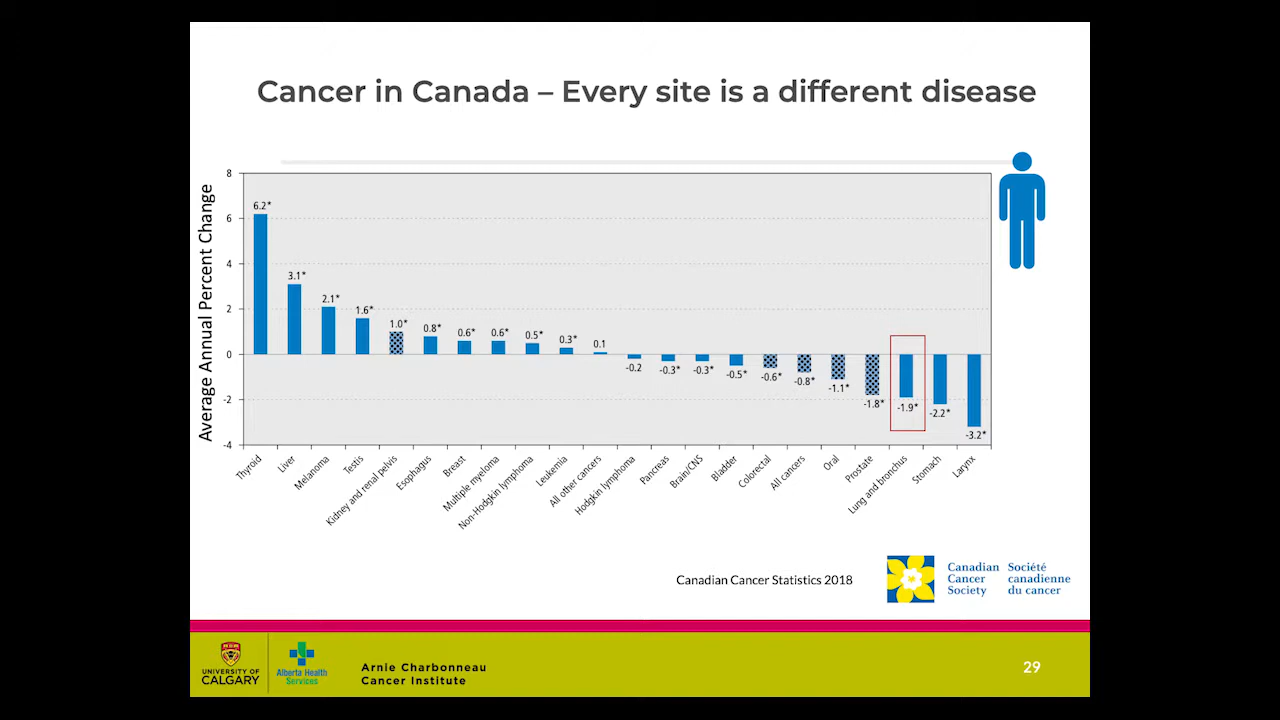 Cancer in Canada – Every site is a different disease
Average Annual Percent Change
8
6
4
2
0
-2
-4
6.2*
3.1*
2.1*
1.6*
1.0*
0.8*
0.6*
0.6*
0.5*
0.3*
0.1
-0.2
-0.3*
-0.3*
-0.5*
-0.6*
-0.8*
-1.1*
-1.8*
-1.9*
-2.2*
-3.2*
Thyroid
Liver
Melanoma
Testis
Kidney and renal pelvis
Esophagus
Breast
Multiple myeloma
Non-Hodgkin lymphoma
Leukemia
All other cancers
Hodgkin lymphoma
Pancreas
Brain/CNS
Bladder
Colorectal
All cancers
Oral
Prostate
Lung and bronchus
Stomach
Larynx
Canadian Cancer Statistics 2018
Canadian
Cancer
Society
Société
canadienne
du cancer
UNIVERSITY OF
CALGARY
Alberta Health
Services
Arnie Charbonneau
Cancer Institute
29